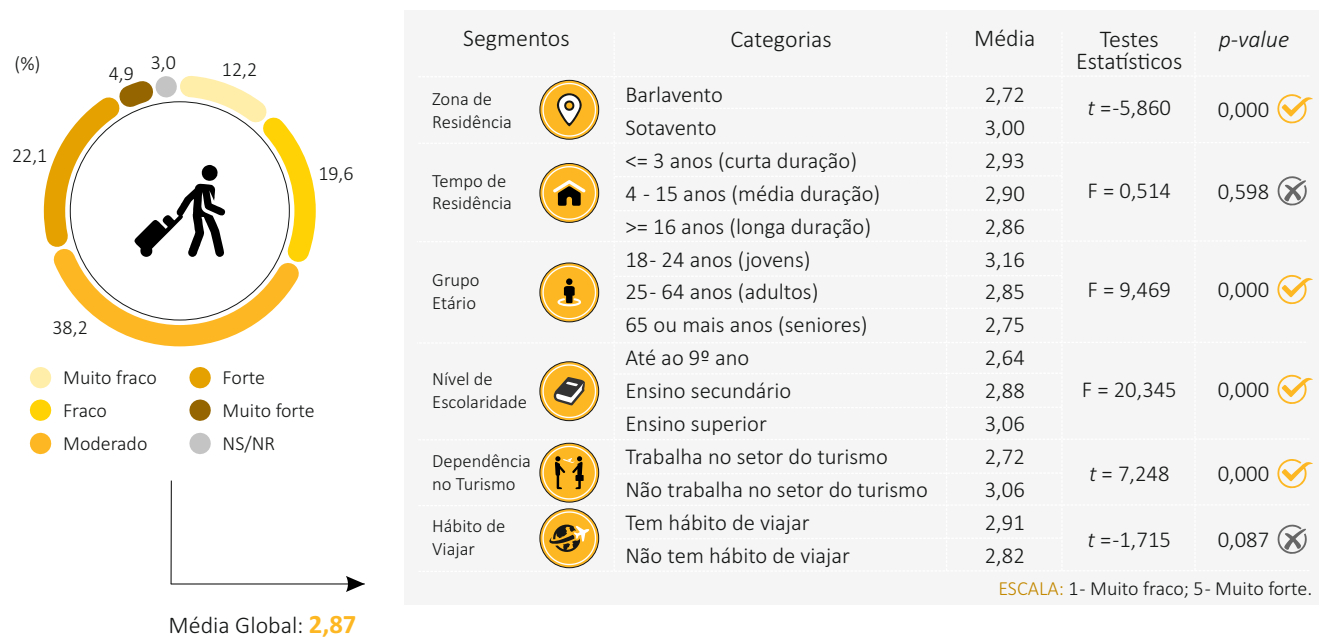 (%)
3,0
4,9
12,2
22,1
19,6
38,2
Muito fraco
Fraco
Moderado
Forte
Muito forte
NS/NR
Média Global: 2,87
Segmentos Categorias Média Testes Estatísticos p-value
Zona de
Residência
Barlavento 2,72
Sotavento 3,00
t =-5,860 0,000
Tempo de
Residência
<= 3 anos (curta duração) 2,93
4 - 15 anos (média duração) 2,90
>= 16 anos (longa duração) 2,86
F = 0,514 0,598
Grupo
Etário
18- 24 anos (jovens) 3,16
25- 64 anos (adultos) 2,85
65 ou mais anos (seniores) 2,75
F = 9,469 0,000
Nível de
Escolaridade
Até ao 9º ano 2,64
Ensino secundário 2,88
Ensino superior 3,06
F = 20,345 0,000
Dependência
no Turismo
Trabalha no setor do turismo 2,72
Não trabalha no setor do turismo 3,06
t = 7,248 0,000
Hábito de
Viajar
Tem hábito de viajar 2,91
Não tem hábito de viajar 2,82
t =-1,715 0,087
ESCALA: 1- Muito fraco; 5- Muito forte.